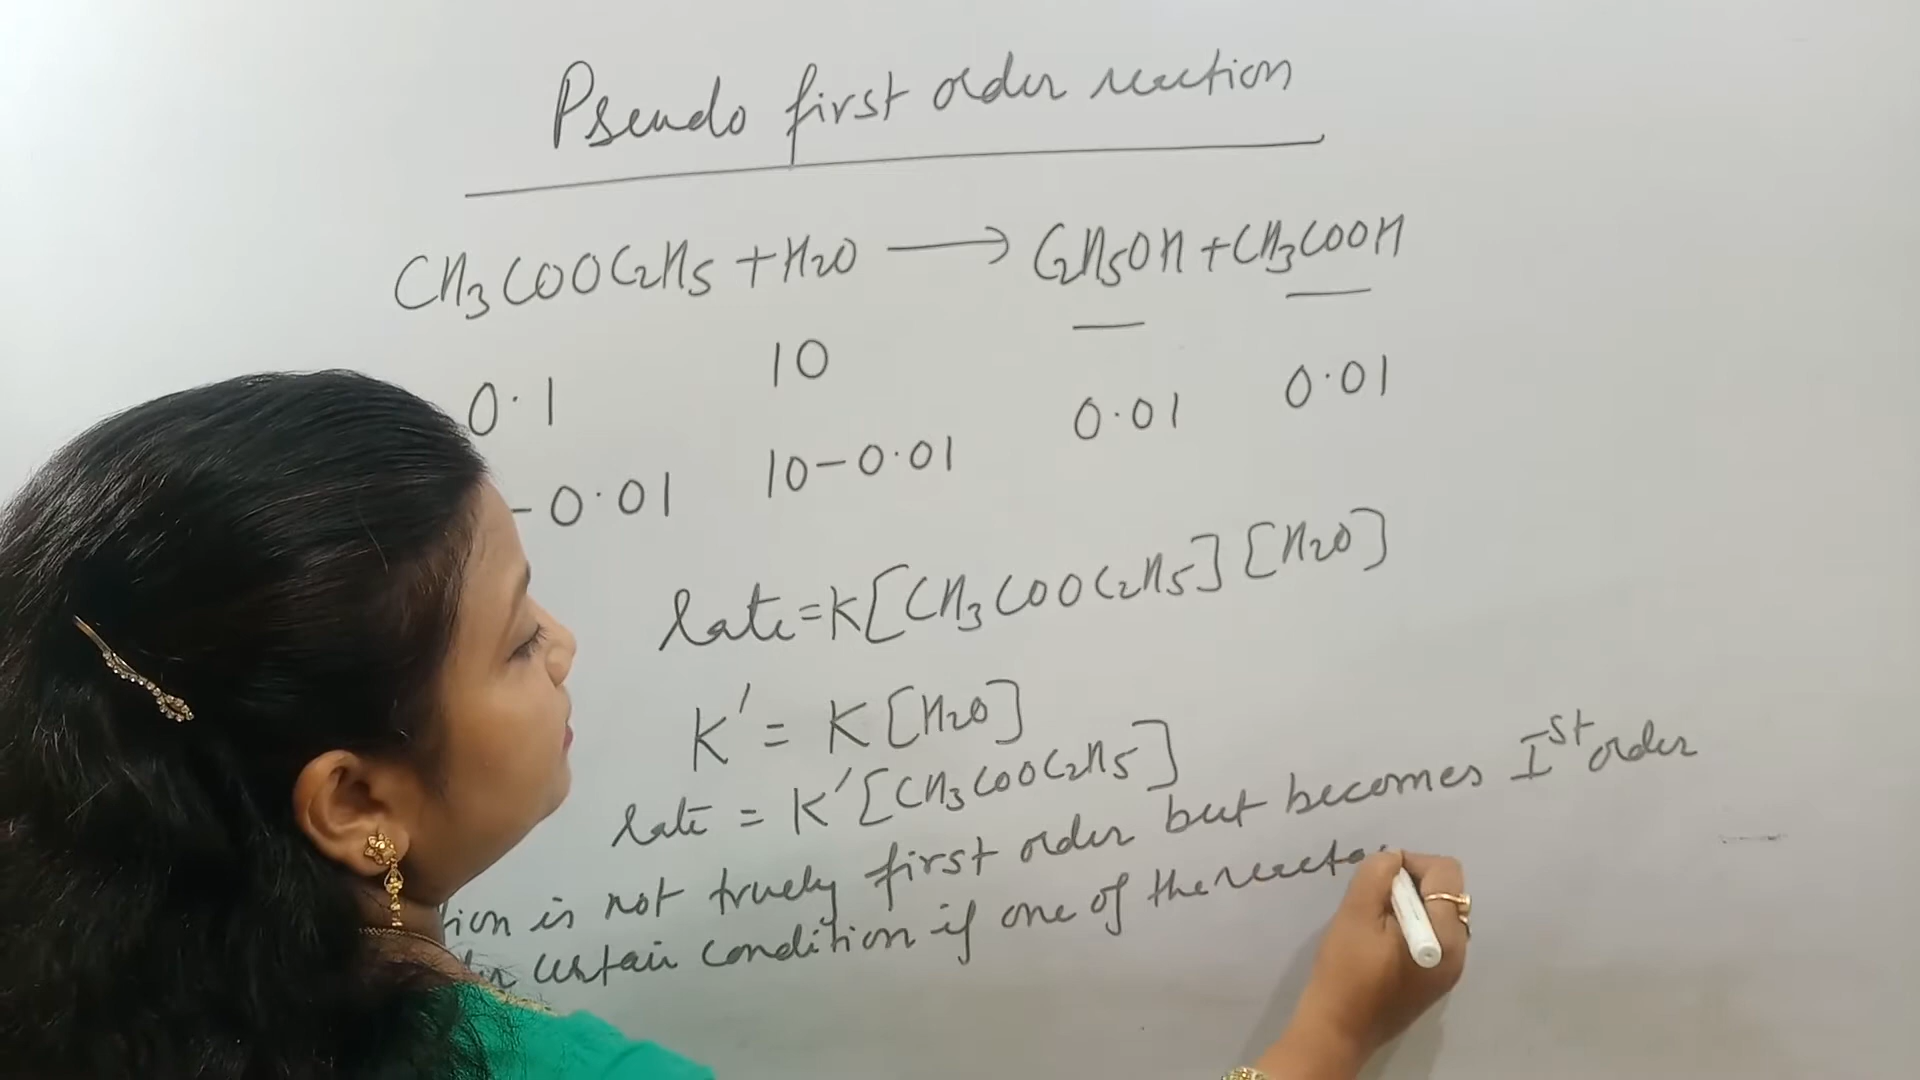 Pseudo first order reaction
CH3COOC2H5 + H2O → C2H5OH + CH3COOH
0.1 10 — —
-0.01 10-0.01 0.01 0.01
rate=K[CH3COOC2H5][H2O]
K' = K[H2O]
rate = K'[CH3COOC2H5]
tion is not truely first order but becomes Ist order
certain condition if one of the reacta